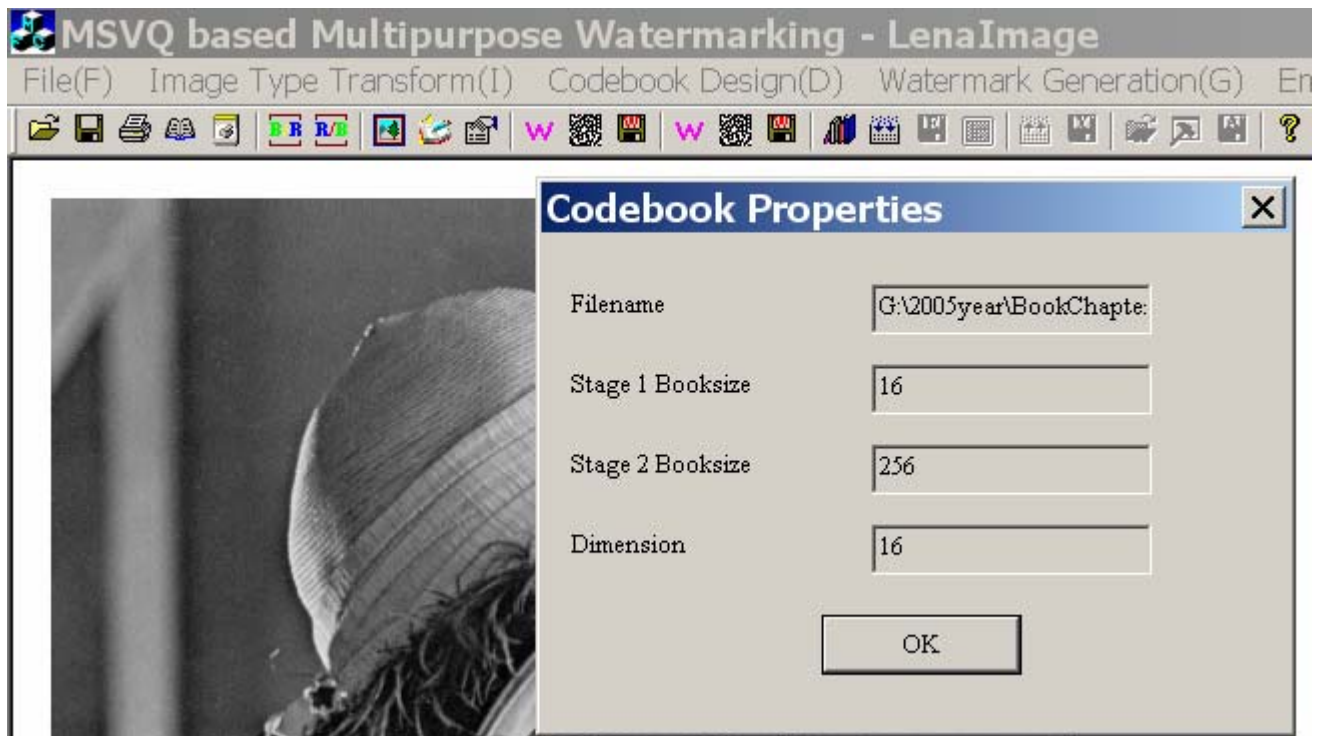 MSVQ based Multipurpose Watermarking - LenaImage
File(F) Image Type Transform(I) Codebook Design(D) Watermark Generation(G) En
B R R/B W W
Codebook Properties
Filename G:\2005year\BookChapte
Stage 1 Booksize 16
Stage 2 Booksize 256
Dimension 16
OK